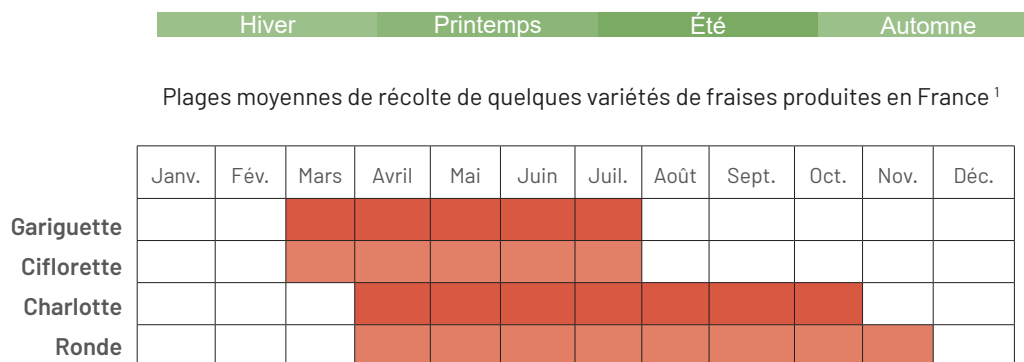 Hiver Printemps Été Automne
Plages moyennes de récolte de quelques variétés de fraises produites en France ¹
Janv. Fév. Mars Avril Mai Juin Juil. Août Sept. Oct. Nov. Déc.
Gariguette
Ciflorette
Charlotte
Ronde